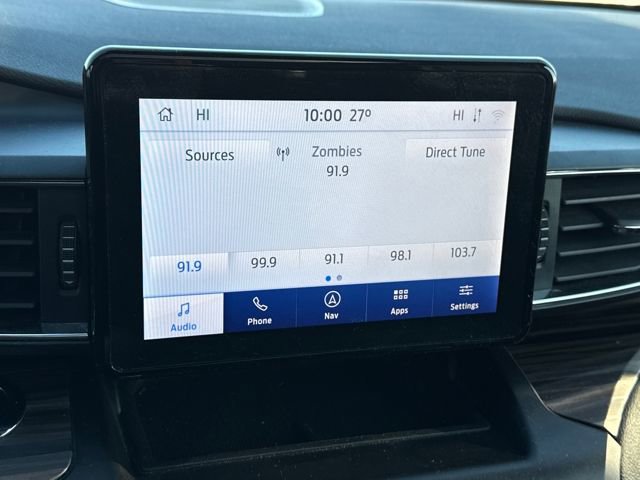 HI 10:00 27° HI
Sources Zombies Direct Tune
91.9
91.9 99.9 91.1 98.1 103.7
Audio Phone Nav Apps Settings